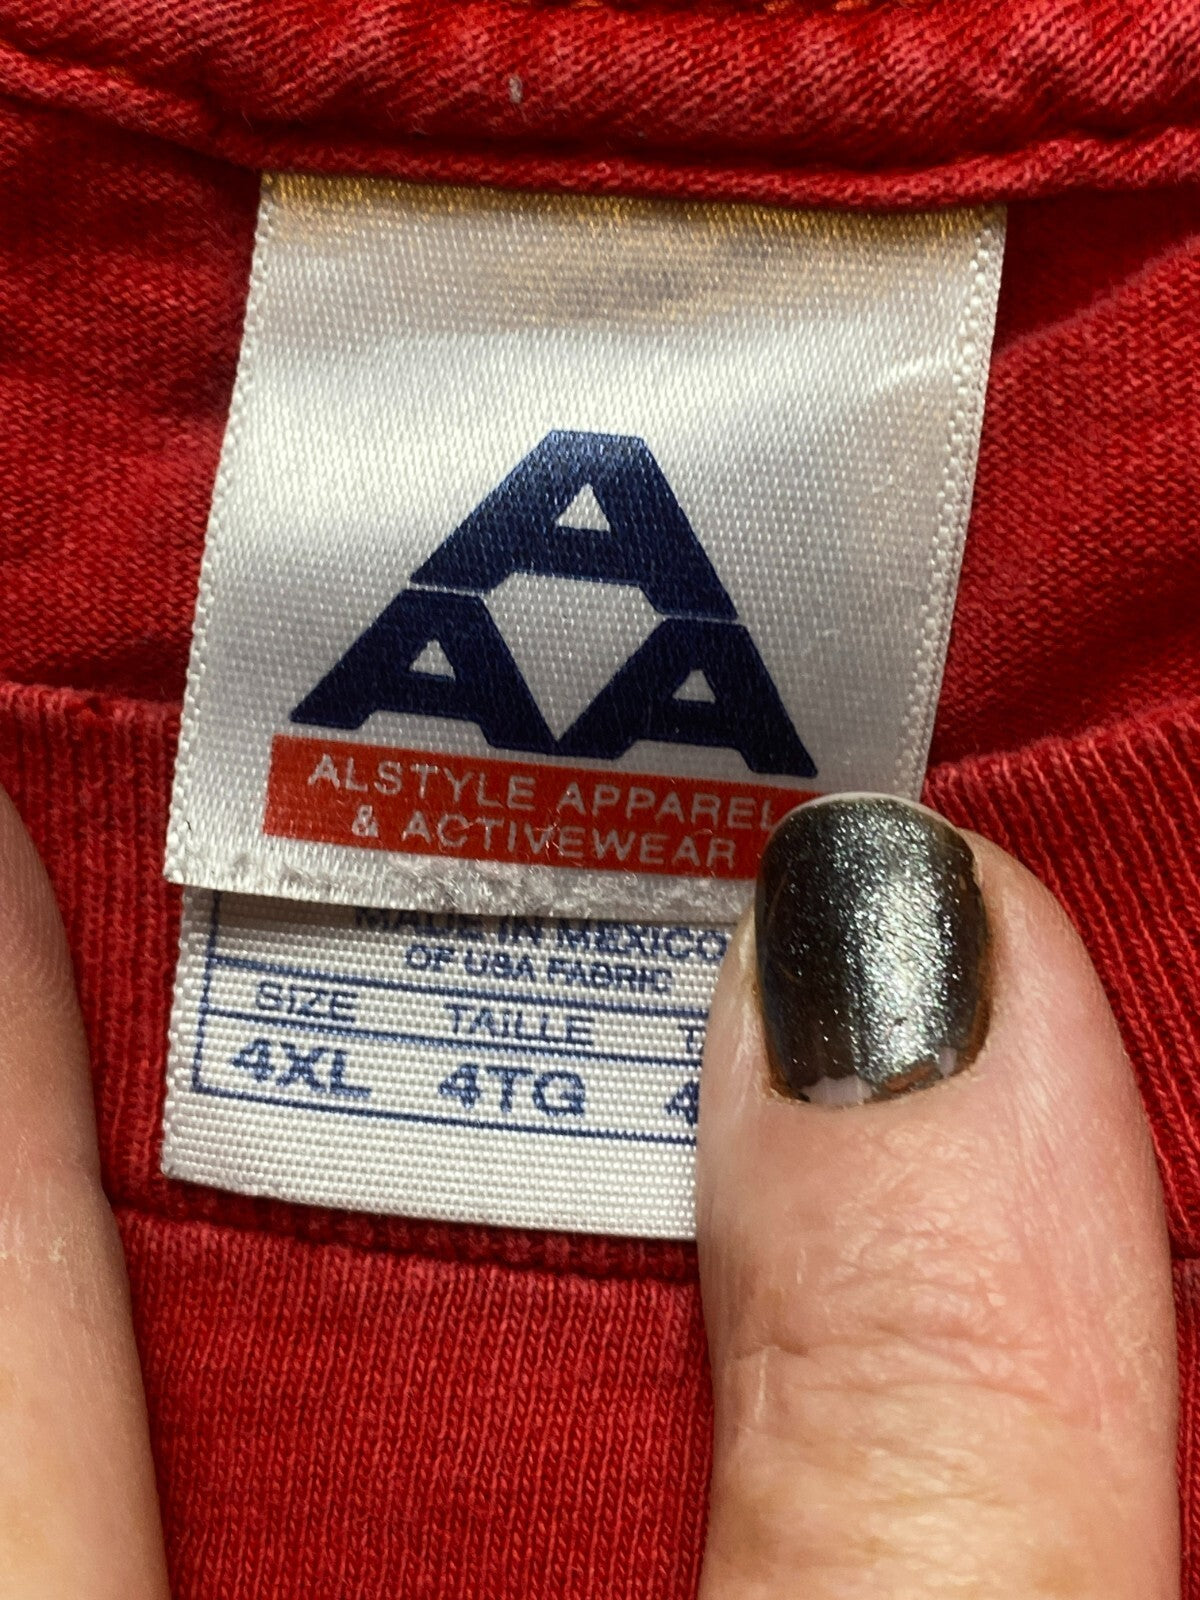 A
A A
ALSTYLE APPAREL
& ACTIVEWEAR
MADE IN MEXICO
OF USA FABRIC
SIZE TAILLE
4XL 4TG